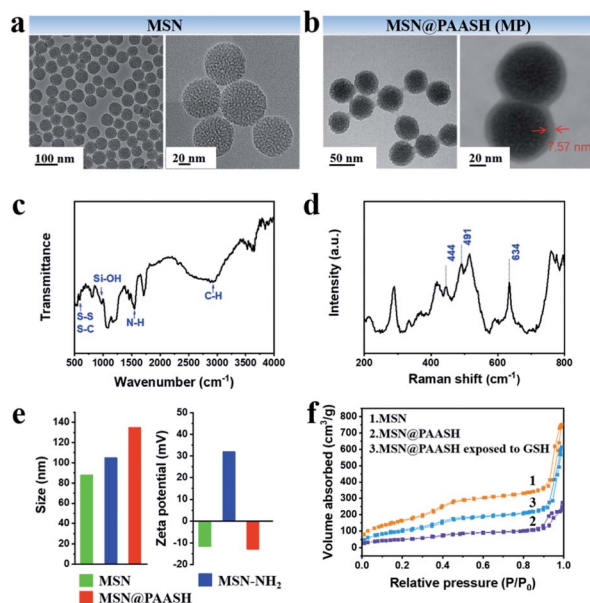 a
MSN
100 nm
20 nm
b
MSN@PAASH (MP)
50 nm
20 nm
7.57 nm
c
Transmittance
Si-OH
S-S
S-C
N-H
C-H
500 1000 1500 2000 2500 3000 3500 4000
Wavenumber (cm⁻¹)
d
Intensity (a.u.)
444
491
634
200 400 600 800
Raman shift (cm⁻¹)
e
Size (nm)
140
120
100
80
60
40
20
0
Zeta potential (mV)
50
40
30
20
10
0
-10
-20
MSN
MSN-NH₂
MSN@PAASH
f
Volume absorbed (cm³/g)
800
700
600
500
400
300
200
100
0
1.MSN
2.MSN@PAASH
3.MSN@PAASH exposed to GSH
1
3
2
0.0 0.2 0.4 0.6 0.8 1.0
Relative pressure (P/P₀)